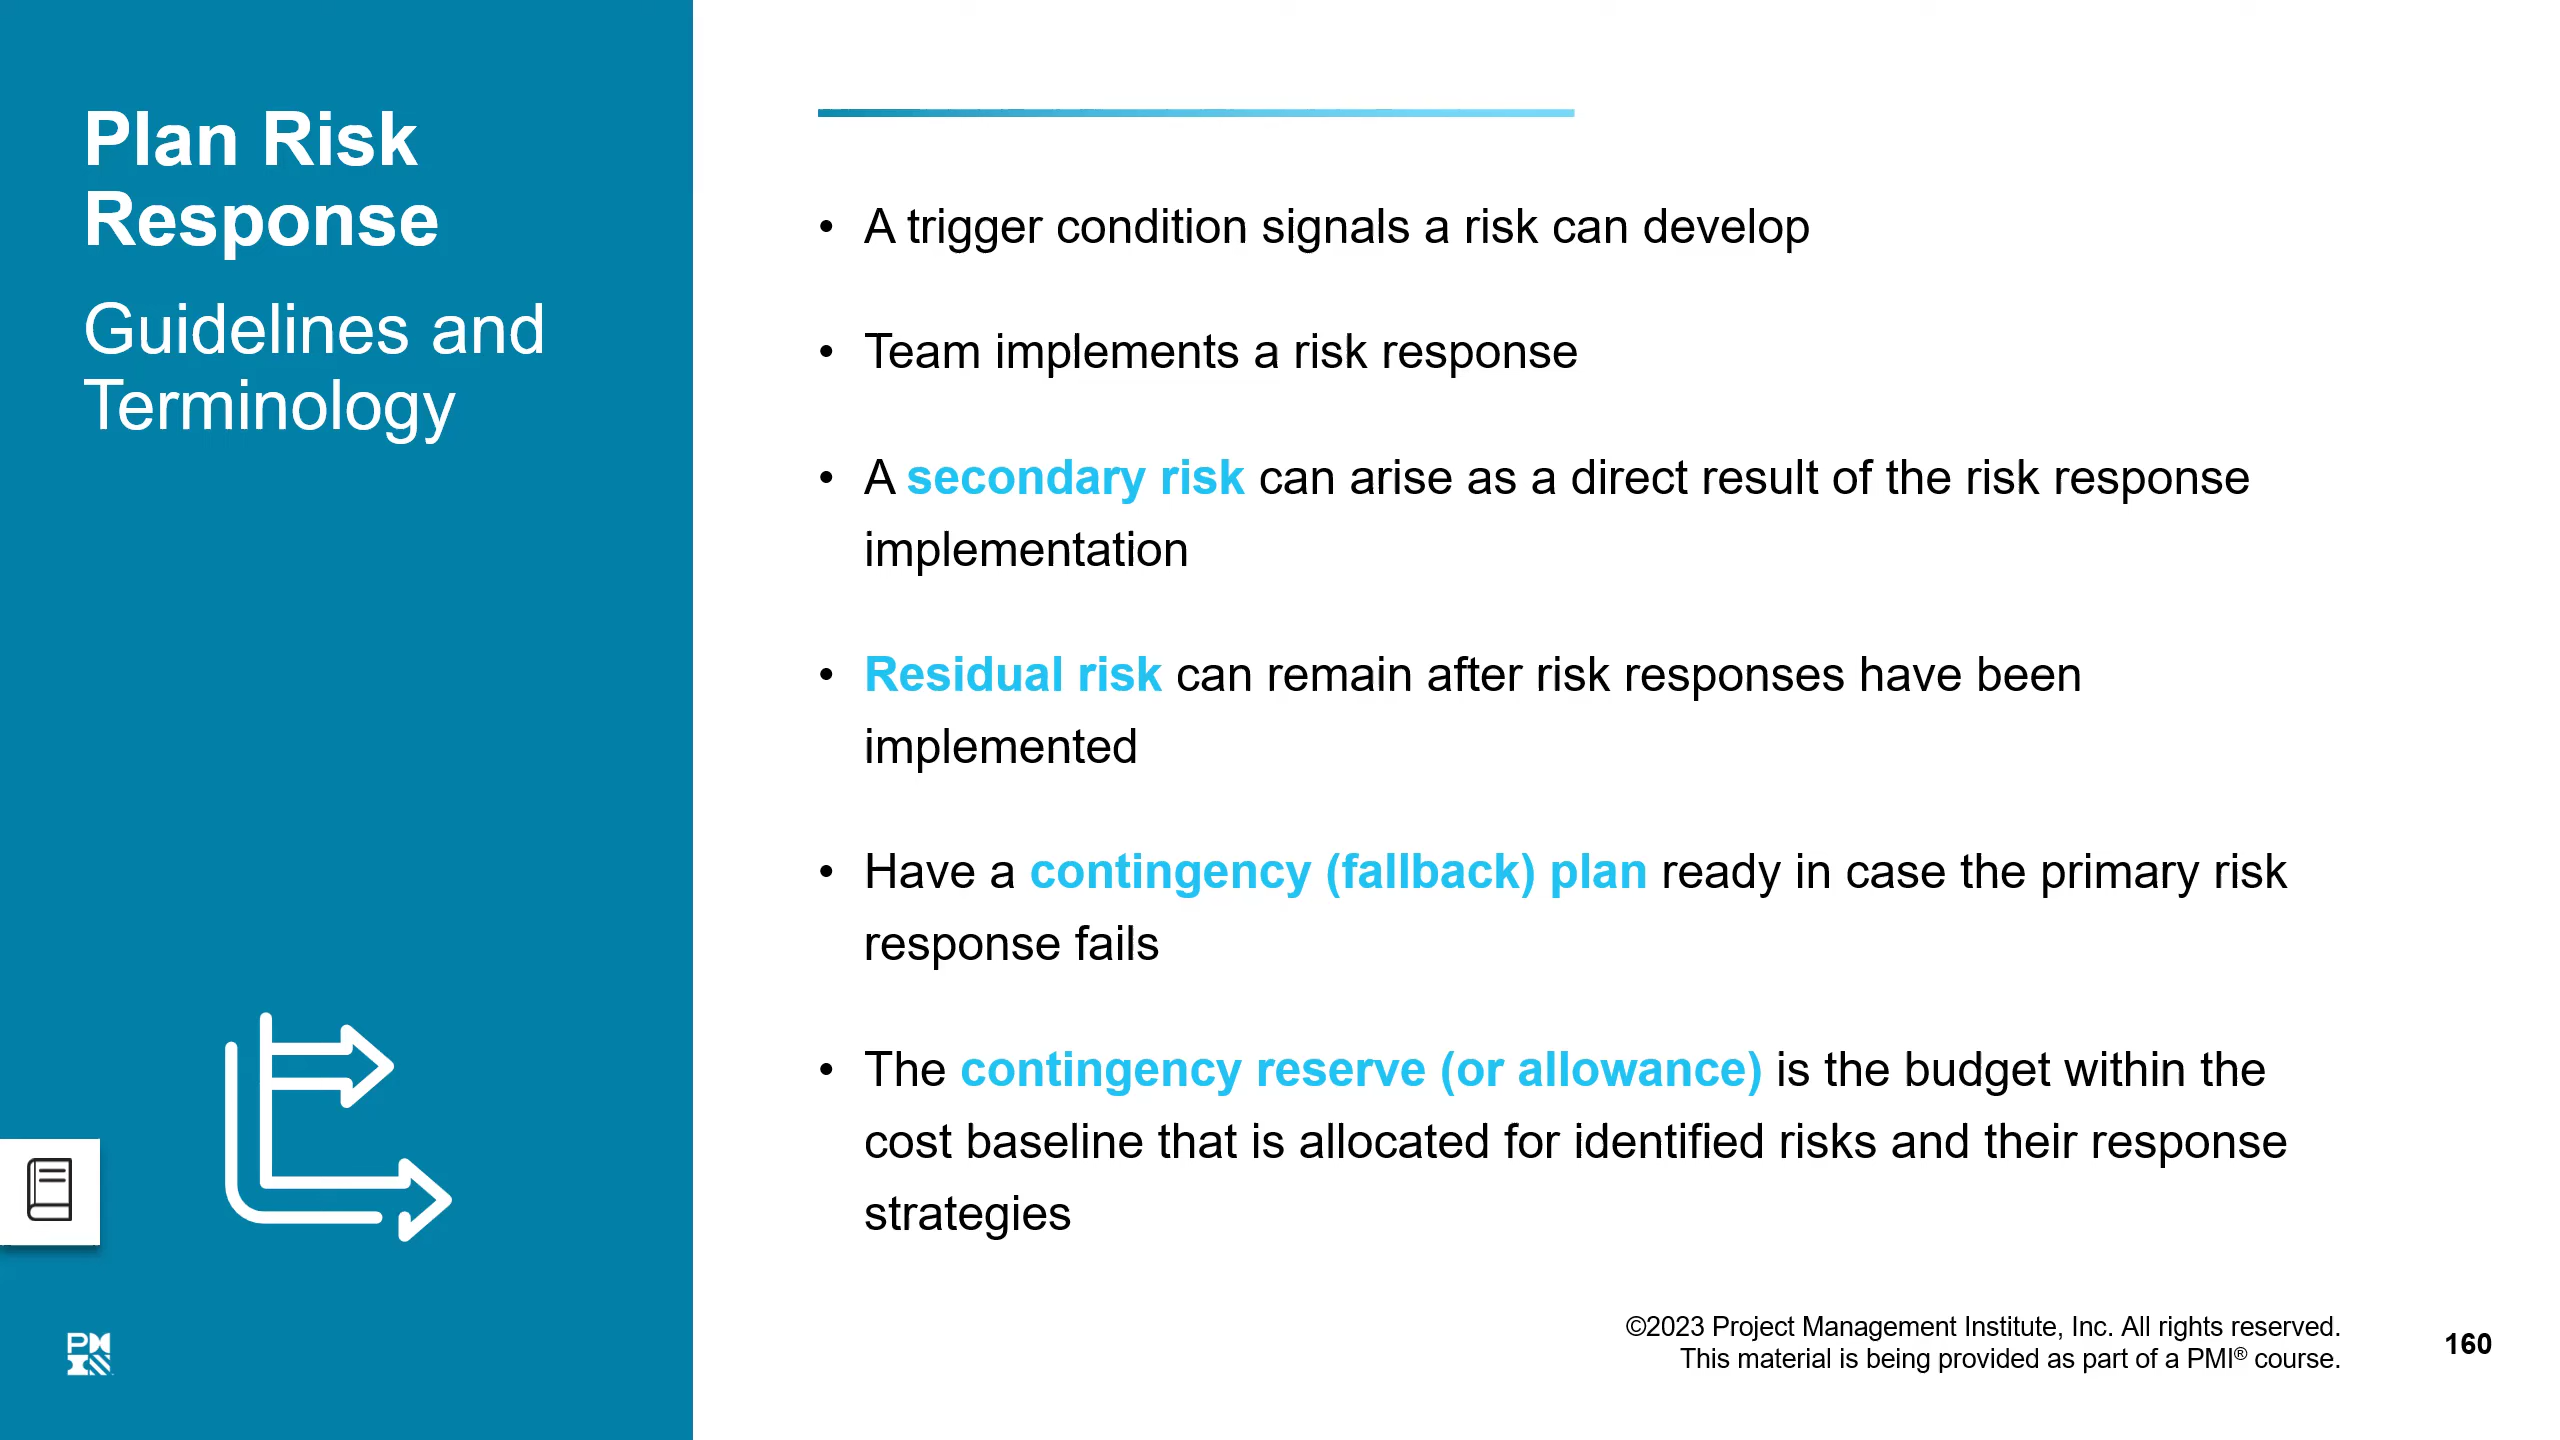 Plan Risk
Response
Guidelines and
Terminology
• A trigger condition signals a risk can develop
• Team implements a risk response
• A secondary risk can arise as a direct result of the risk response
implementation
• Residual risk can remain after risk responses have been
implemented
• Have a contingency (fallback) plan ready in case the primary risk
response fails
• The contingency reserve (or allowance) is the budget within the
cost baseline that is allocated for identified risks and their response
strategies
©2023 Project Management Institute, Inc. All rights reserved.
This material is being provided as part of a PMI® course.
160